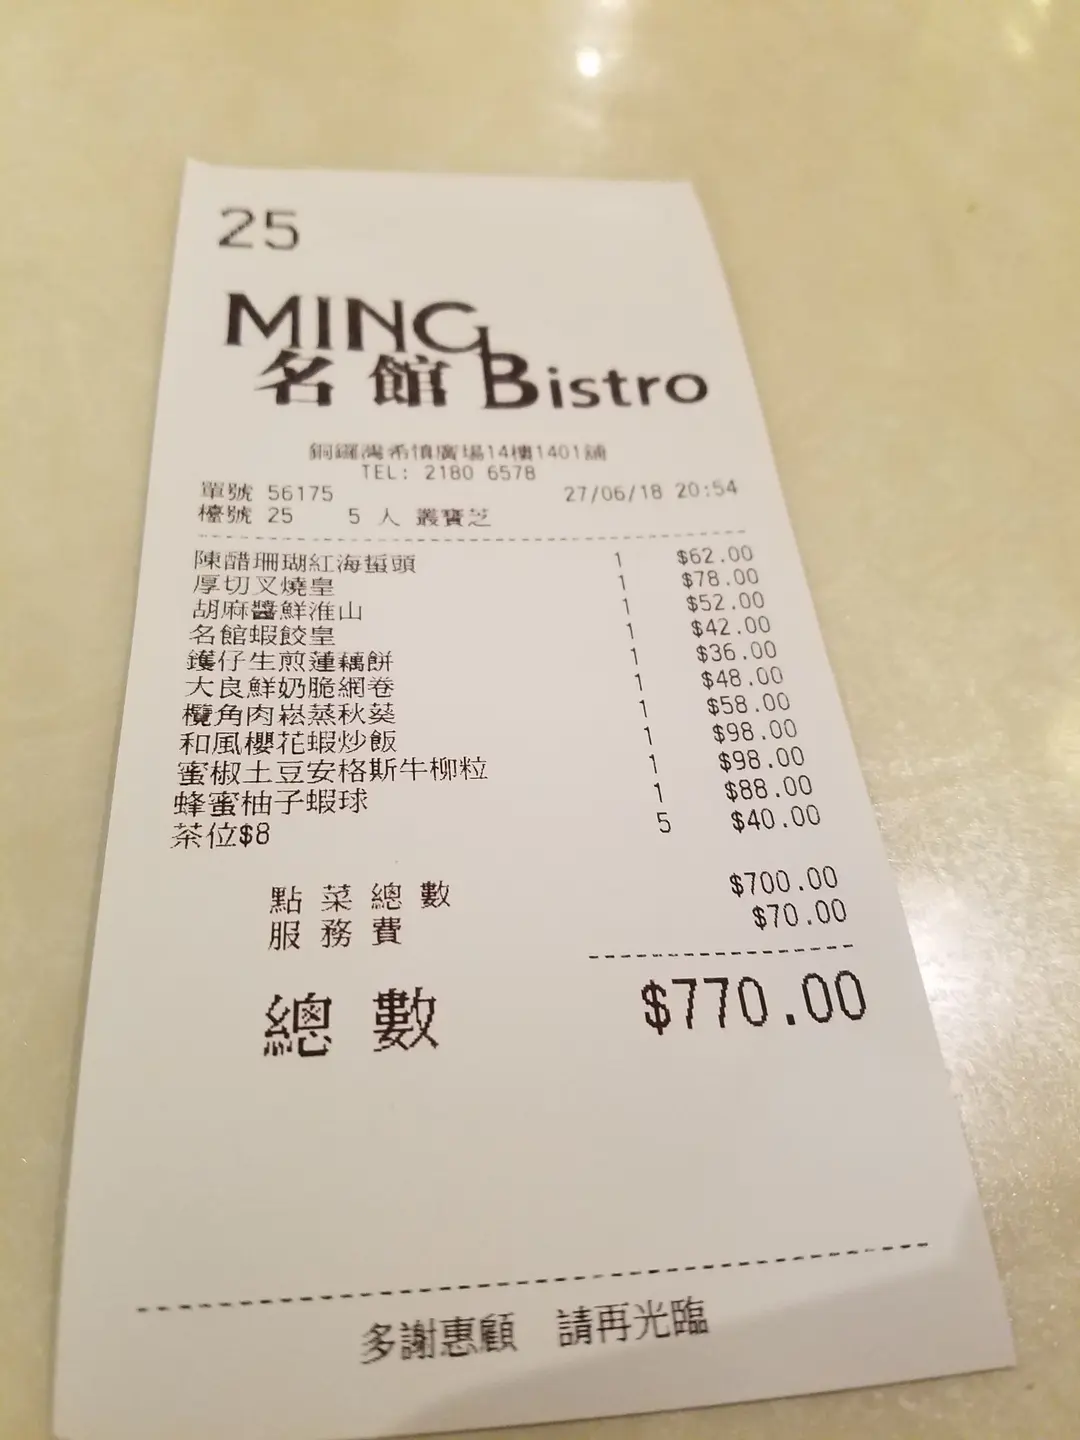 25
MING
名館 Bistro
銅鑼灣希慎廣場14樓1401舖
TEL: 2180 6578
單號 56175 27/06/18 20:54
檯號 25 5 人 叢寶芝
陳醋珊瑚紅海蜇頭 1 $62.00
厚切叉燒皇 1 $78.00
胡麻醬鮮淮山 1 $52.00
名館蝦餃皇 1 $42.00
鑊仔生煎蓮藕餅 1 $36.00
大良鮮奶脆網卷 1 $48.00
欖角肉崧蒸秋葵 1 $58.00
和風櫻花蝦炒飯 1 $98.00
蜜椒土豆安格斯牛柳粒 1 $98.00
蜂蜜柚子蝦球 1 $88.00
茶位$8 5 $40.00
點菜總數 $700.00
服務費 $70.00
總數 $770.00
多謝惠顧 請再光臨